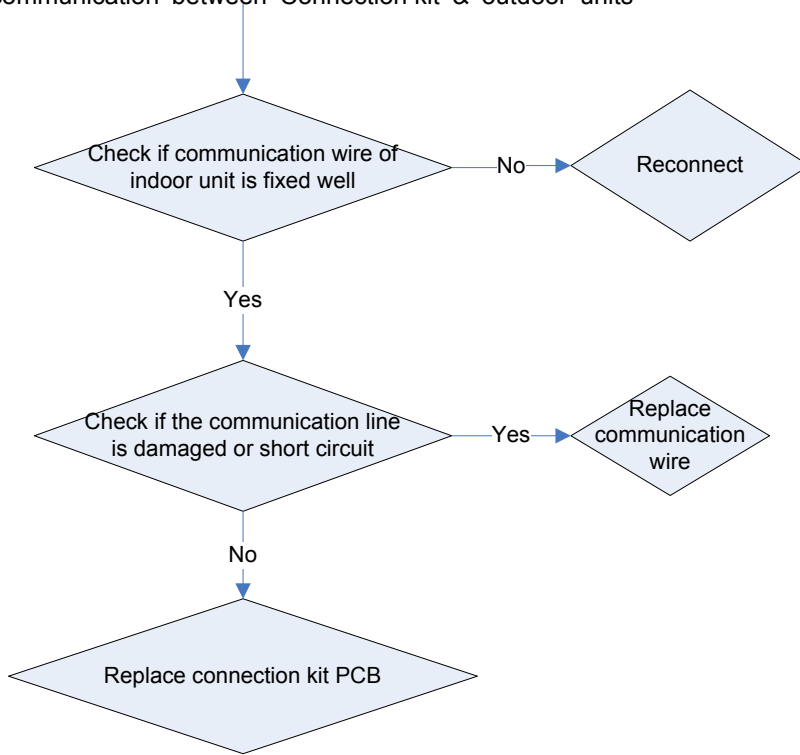 communication between Connection kit & outdoor units
Check if communication wire of
indoor unit is fixed well
No
Reconnect
Yes
Check if the communication line
is damaged or short circuit
Yes
Replace
communication
wire
No
Replace connection kit PCB